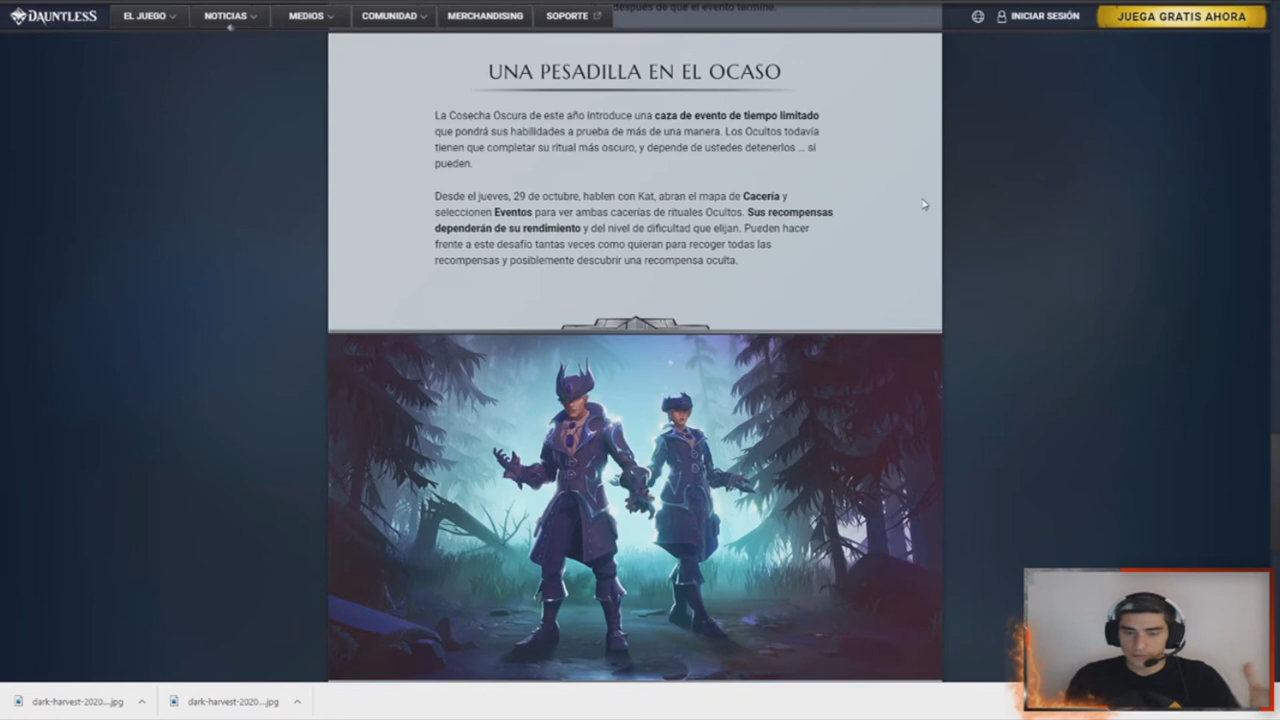 DAUNTLESS
EL JUEGO
NOTICIAS
MEDIOS
COMUNIDAD
MERCHANDISING
SOPORTE
después de que el evento termine.
INICIAR SESIÓN
JUEGA GRATIS AHORA
UNA PESADILLA EN EL OCASO
La Cosecha Oscura de este año introduce una caza de evento de tiempo limitado
que pondrá sus habilidades a prueba de más de una manera. Los Ocultos todavía
tienen que completar su ritual más oscuro, y depende de ustedes detenerlos ... si
pueden.
Desde el jueves, 29 de octubre, hablen con Kat, abran el mapa de Cacería y
seleccionen Eventos para ver ambas cacerías de rituales Ocultos. Sus recompensas
dependerán de su rendimiento y del nivel de dificultad que elijan. Pueden hacer
frente a este desafío tantas veces como quieran para recoger todas las
recompensas y posiblemente descubrir una recompensa oculta.
dark-harvest-2020....jpg
dark-harvest-2020....jpg